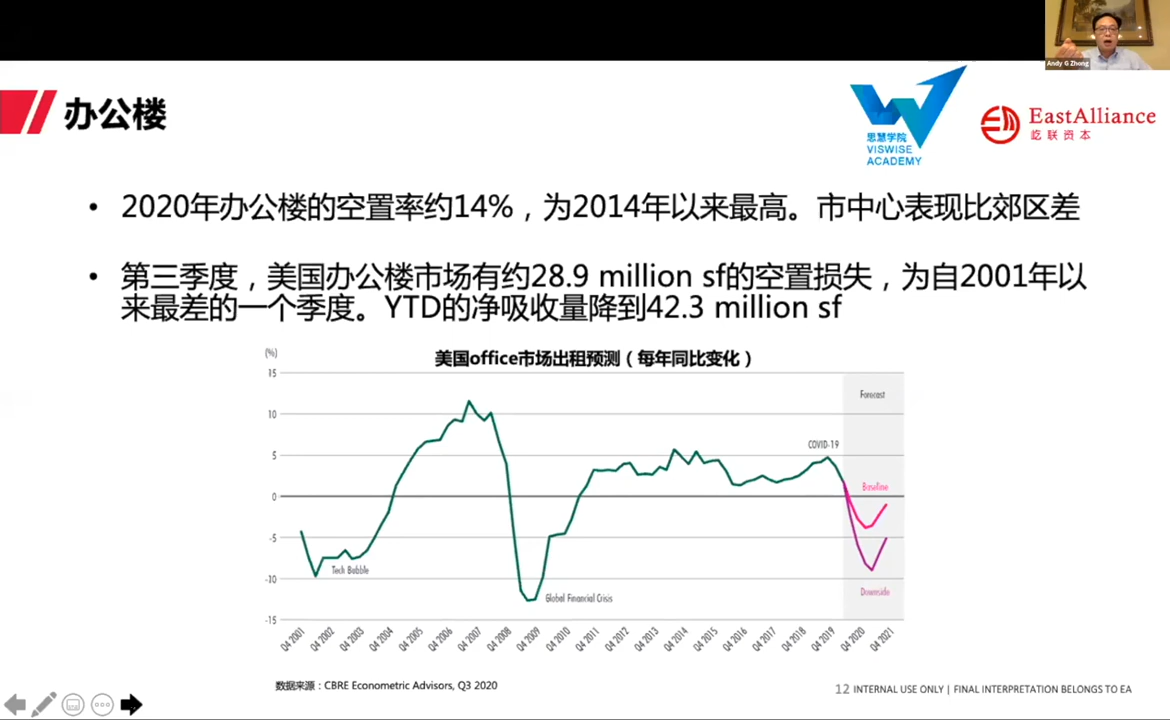 Andy G Zhong
办公楼
思慧学院
VISWISE
ACADEMY
EastAlliance
屹联资本
• 2020年办公楼的空置率约14%，为2014年以来最高。市中心表现比郊区差
• 第三季度，美国办公楼市场有约28.9 million sf的空置损失，为自2001年以
来最差的一个季度。YTD的净吸收量降到42.3 million sf
(%)
美国office市场出租预测（每年同比变化）
15
Forecast
10
COVID-19
5
Baseline
0
-5
Tech Bubble
-10
Downside
Global Financial Crisis
-15
Q4 2001
Q4 2002
Q4 2003
Q4 2004
Q4 2005
Q4 2006
Q4 2007
Q4 2008
Q4 2009
Q4 2010
Q4 2011
Q4 2012
Q4 2013
Q4 2014
Q4 2015
Q4 2016
Q4 2017
Q4 2018
Q4 2019
Q4 2020
Q4 2021
数据来源：CBRE Econometric Advisors, Q3 2020
12 INTERNAL USE ONLY | FINAL INTERPRETATION BELONGS TO EA